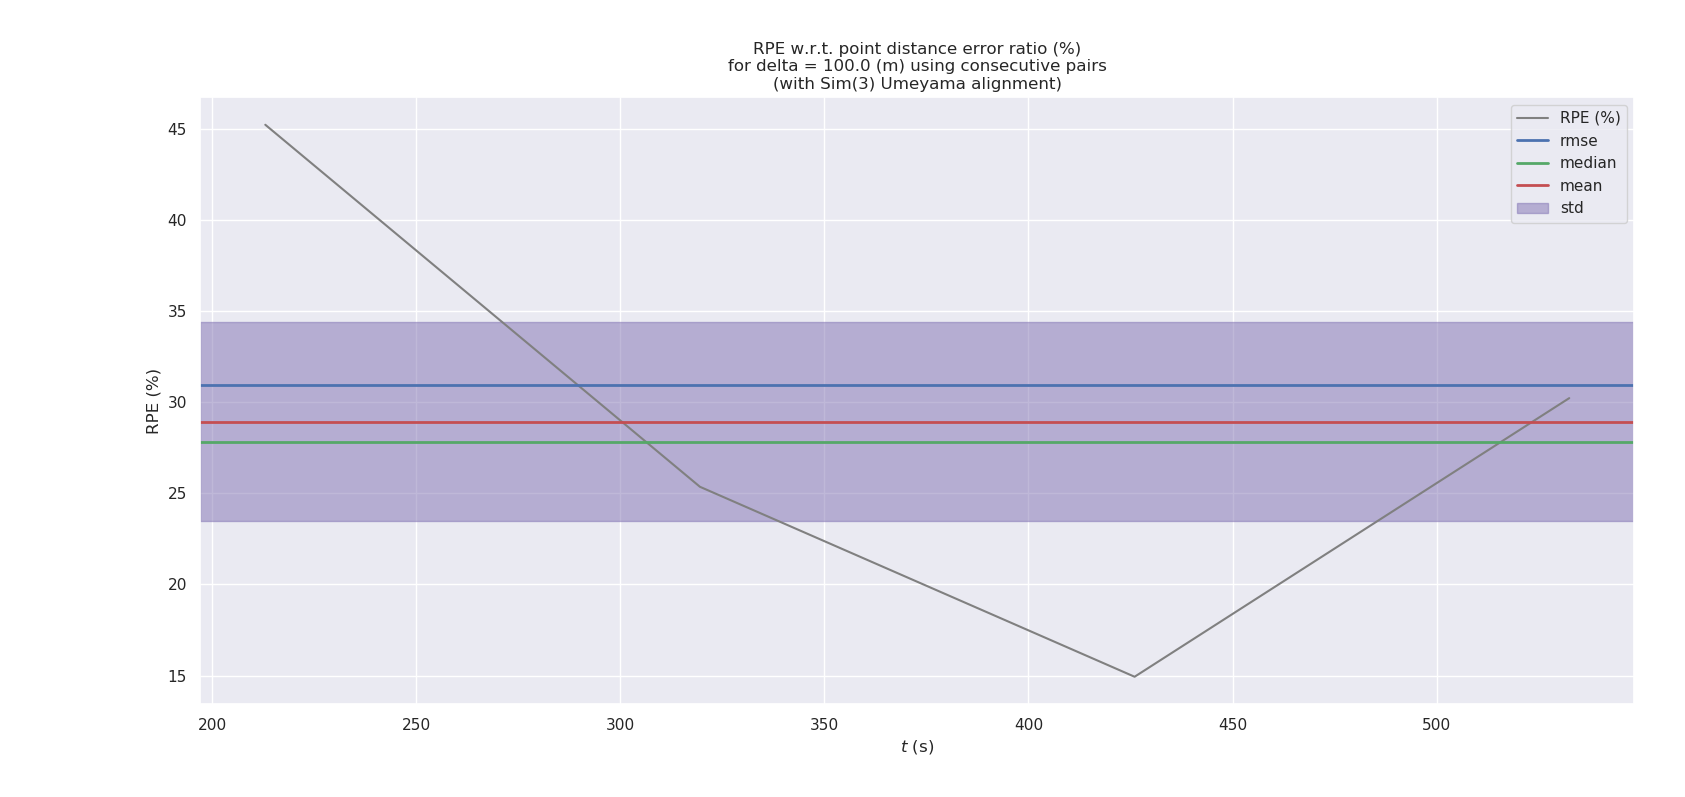 RPE w.r.t. point distance error ratio (%)
for delta = 100.0 (m) using consecutive pairs
(with Sim(3) Umeyama alignment)
RPE (%)
rmse
median
mean
std
45
40
35
30
25
20
15
RPE (%)
200
250
300
350
400
450
500
t (s)